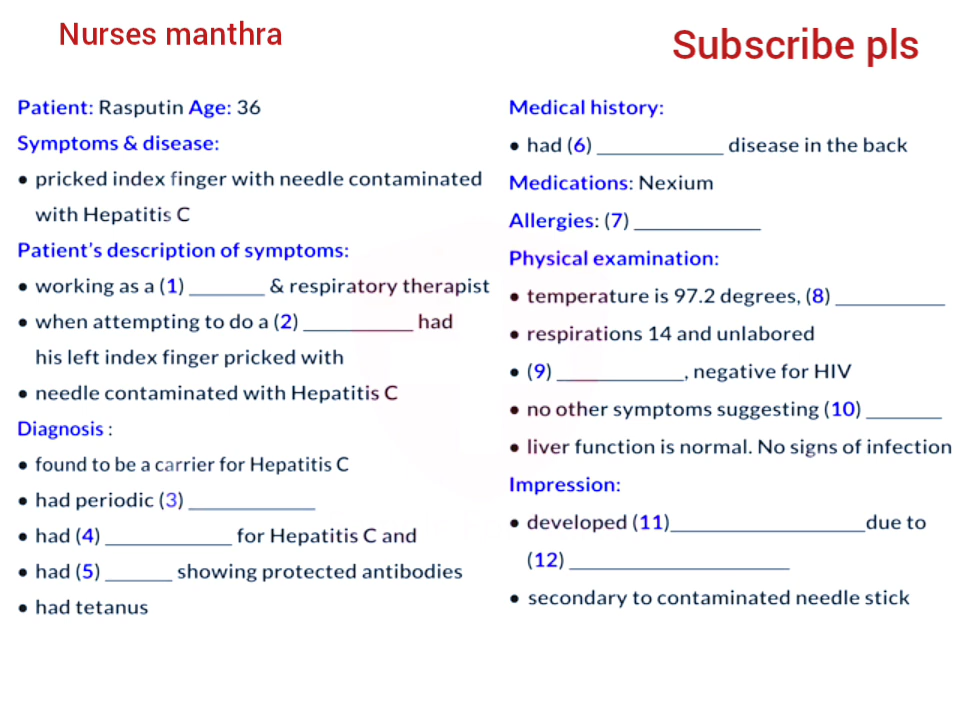 Nurses manthra
Subscribe pls
Patient: Rasputin Age: 36
Symptoms & disease:
• pricked index finger with needle contaminated
with Hepatitis C
Patient's description of symptoms:
• working as a (1) _______ & respiratory therapist
• when attempting to do a (2) __________ had
his left index finger pricked with
• needle contaminated with Hepatitis C
Diagnosis :
• found to be a carrier for Hepatitis C
• had periodic (3) ____________
• had (4) ____________ for Hepatitis C and
• had (5) ______ showing protected antibodies
• had tetanus
Medical history:
• had (6) ____________ disease in the back
Medications: Nexium
Allergies: (7) ____________
Physical examination:
• temperature is 97.2 degrees, (8) __________
• respirations 14 and unlabored
• (9) ____________, negative for HIV
• no other symptoms suggesting (10) _______
• liver function is normal. No signs of infection
Impression:
• developed (11)__________________due to
(12) ____________________
• secondary to contaminated needle stick